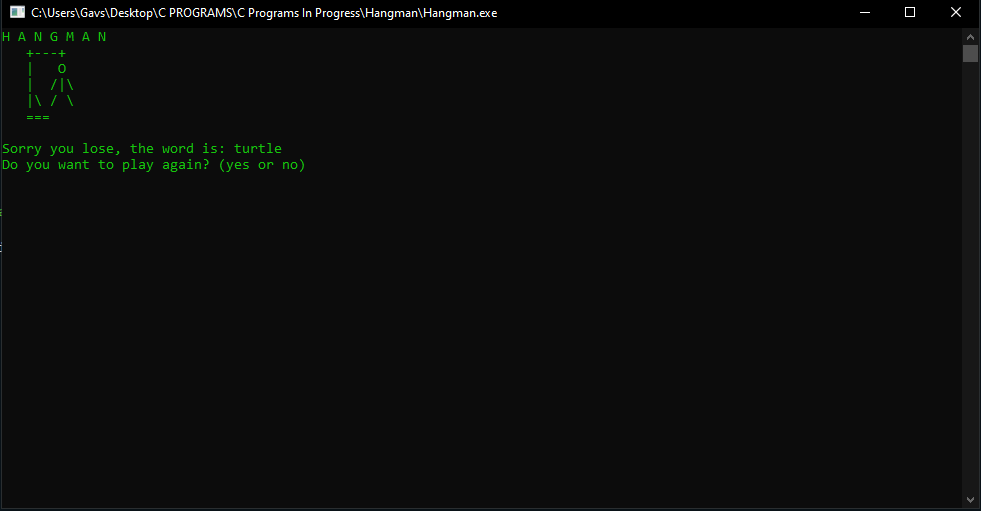 C:\Users\Gavs\Desktop\C PROGRAMS\C Programs In Progress\Hangman\Hangman.exe
H A N G M A N
   +---+
   |   O
   |  /|\
   |\ / \
   ===
Sorry you lose, the word is: turtle
Do you want to play again? (yes or no)